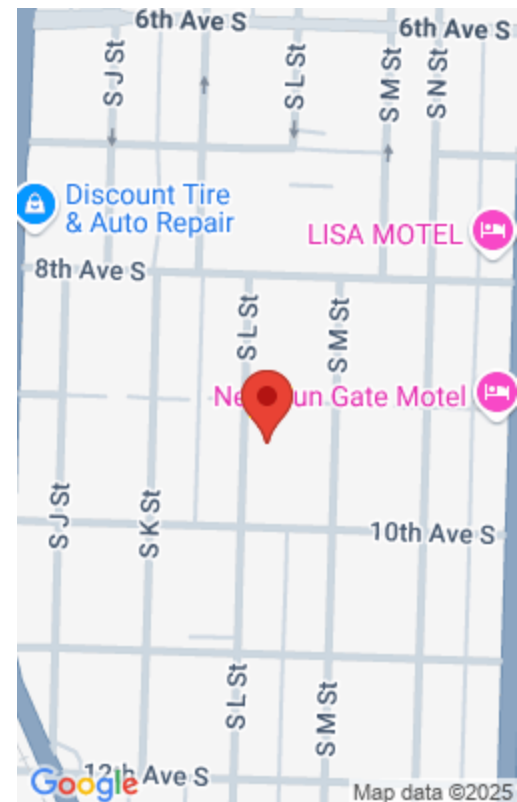 6th Ave S
6th Ave S
S J St
S L St
S M St
S N St
Discount Tire
& Auto Repair
LISA MOTEL
8th Ave S
S L St
S M St
Gate Motel
S J St
S K St
10th Ave S
S L St
S M St
12th Ave S
Google
Map data ©2025